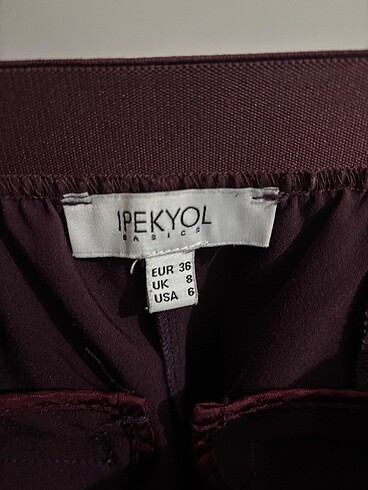 IPEKYOL
BASICS
EUR 36
UK 8
USA 6